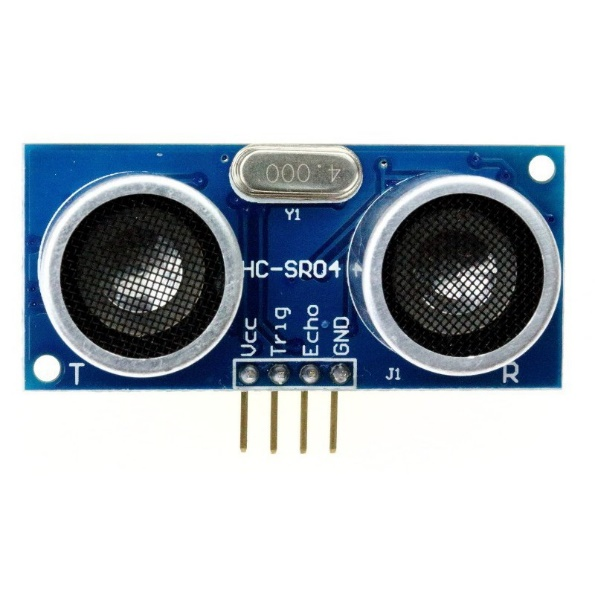 4.000
Y1
HC-SR04
Vcc
Trig
Echo
GND
T
J1
R